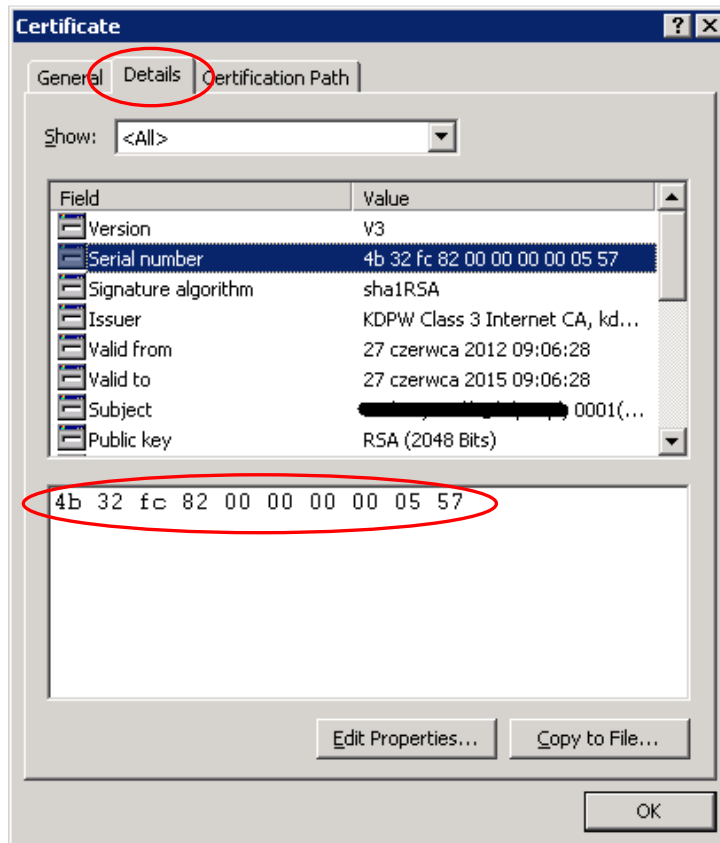 Certificate
General Details Certification Path
Show: <All>
Field Value
Version V3
Serial number 4b 32 fc 82 00 00 00 00 05 57
Signature algorithm sha1RSA
Issuer KDPW Class 3 Internet CA, kd...
Valid from 27 czerwca 2012 09:06:28
Valid to 27 czerwca 2015 09:06:28
Subject 0001(...
Public key RSA (2048 Bits)
4b 32 fc 82 00 00 00 00 05 57
Edit Properties... Copy to File...
OK